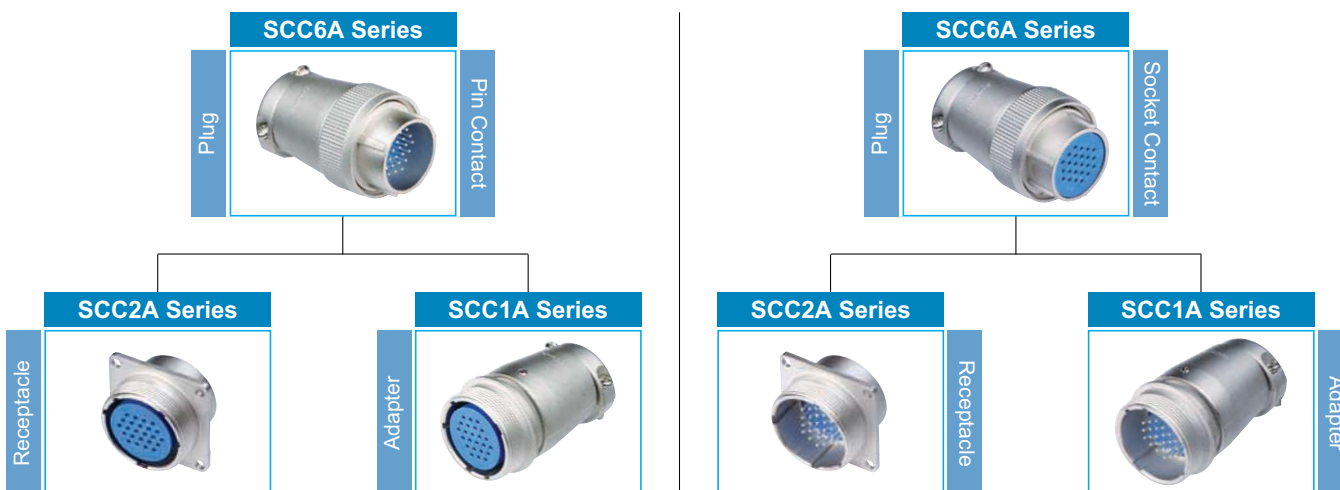 SCC6A Series
Plug
Pin Contact
SCC2A Series
Receptacle
SCC1A Series
Adapter
SCC6A Series
Plug
Socket Contact
SCC2A Series
Receptacle
SCC1A Series
Adapter